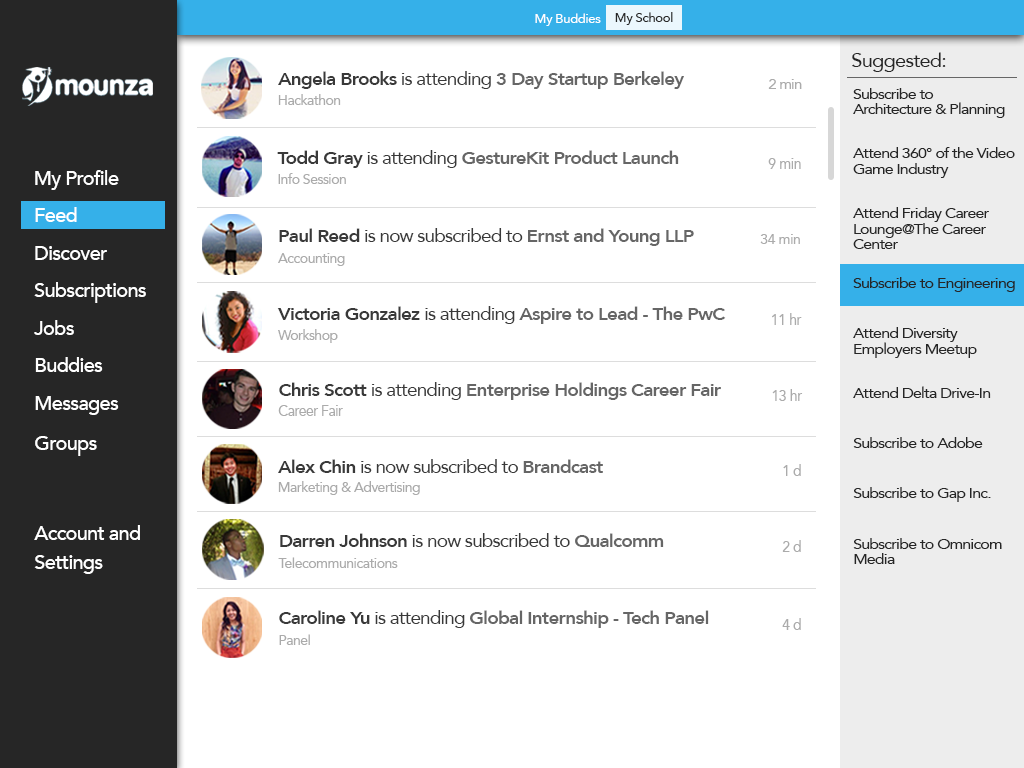 My Buddies My School
mounza
My Profile
Feed
Discover
Subscriptions
Jobs
Buddies
Messages
Groups
Account and
Settings
Angela Brooks is attending 3 Day Startup Berkeley
Hackathon
2 min
Todd Gray is attending GestureKit Product Launch
Info Session
9 min
Paul Reed is now subscribed to Ernst and Young LLP
Accounting
34 min
Victoria Gonzalez is attending Aspire to Lead - The PwC
Workshop
11 hr
Chris Scott is attending Enterprise Holdings Career Fair
Career Fair
13 hr
Alex Chin is now subscribed to Brandcast
Marketing & Advertising
1 d
Darren Johnson is now subscribed to Qualcomm
Telecommunications
2 d
Caroline Yu is attending Global Internship - Tech Panel
Panel
4 d
Suggested:
Subscribe to
Architecture & Planning
Attend 360° of the Video
Game Industry
Attend Friday Career
Lounge@The Career
Center
Subscribe to Engineering
Attend Diversity
Employers Meetup
Attend Delta Drive-In
Subscribe to Adobe
Subscribe to Gap Inc.
Subscribe to Omnicom
Media